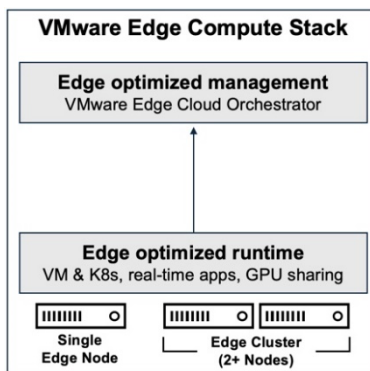 VMware Edge Compute Stack
Edge optimized management
VMware Edge Cloud Orchestrator
Edge optimized runtime
VM & K8s, real-time apps, GPU sharing
Single
Edge Node
Edge Cluster
(2+ Nodes)